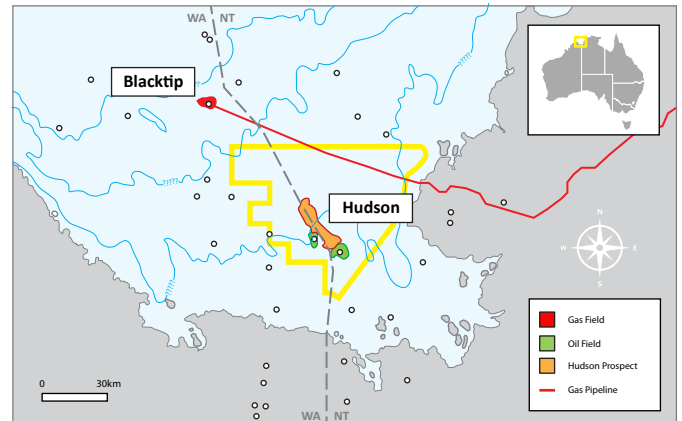 WA NT
Blacktip
Hudson
N
W E
S
Gas Field
Oil Field
Hudson Prospect
Gas Pipeline
0 30km
WA NT